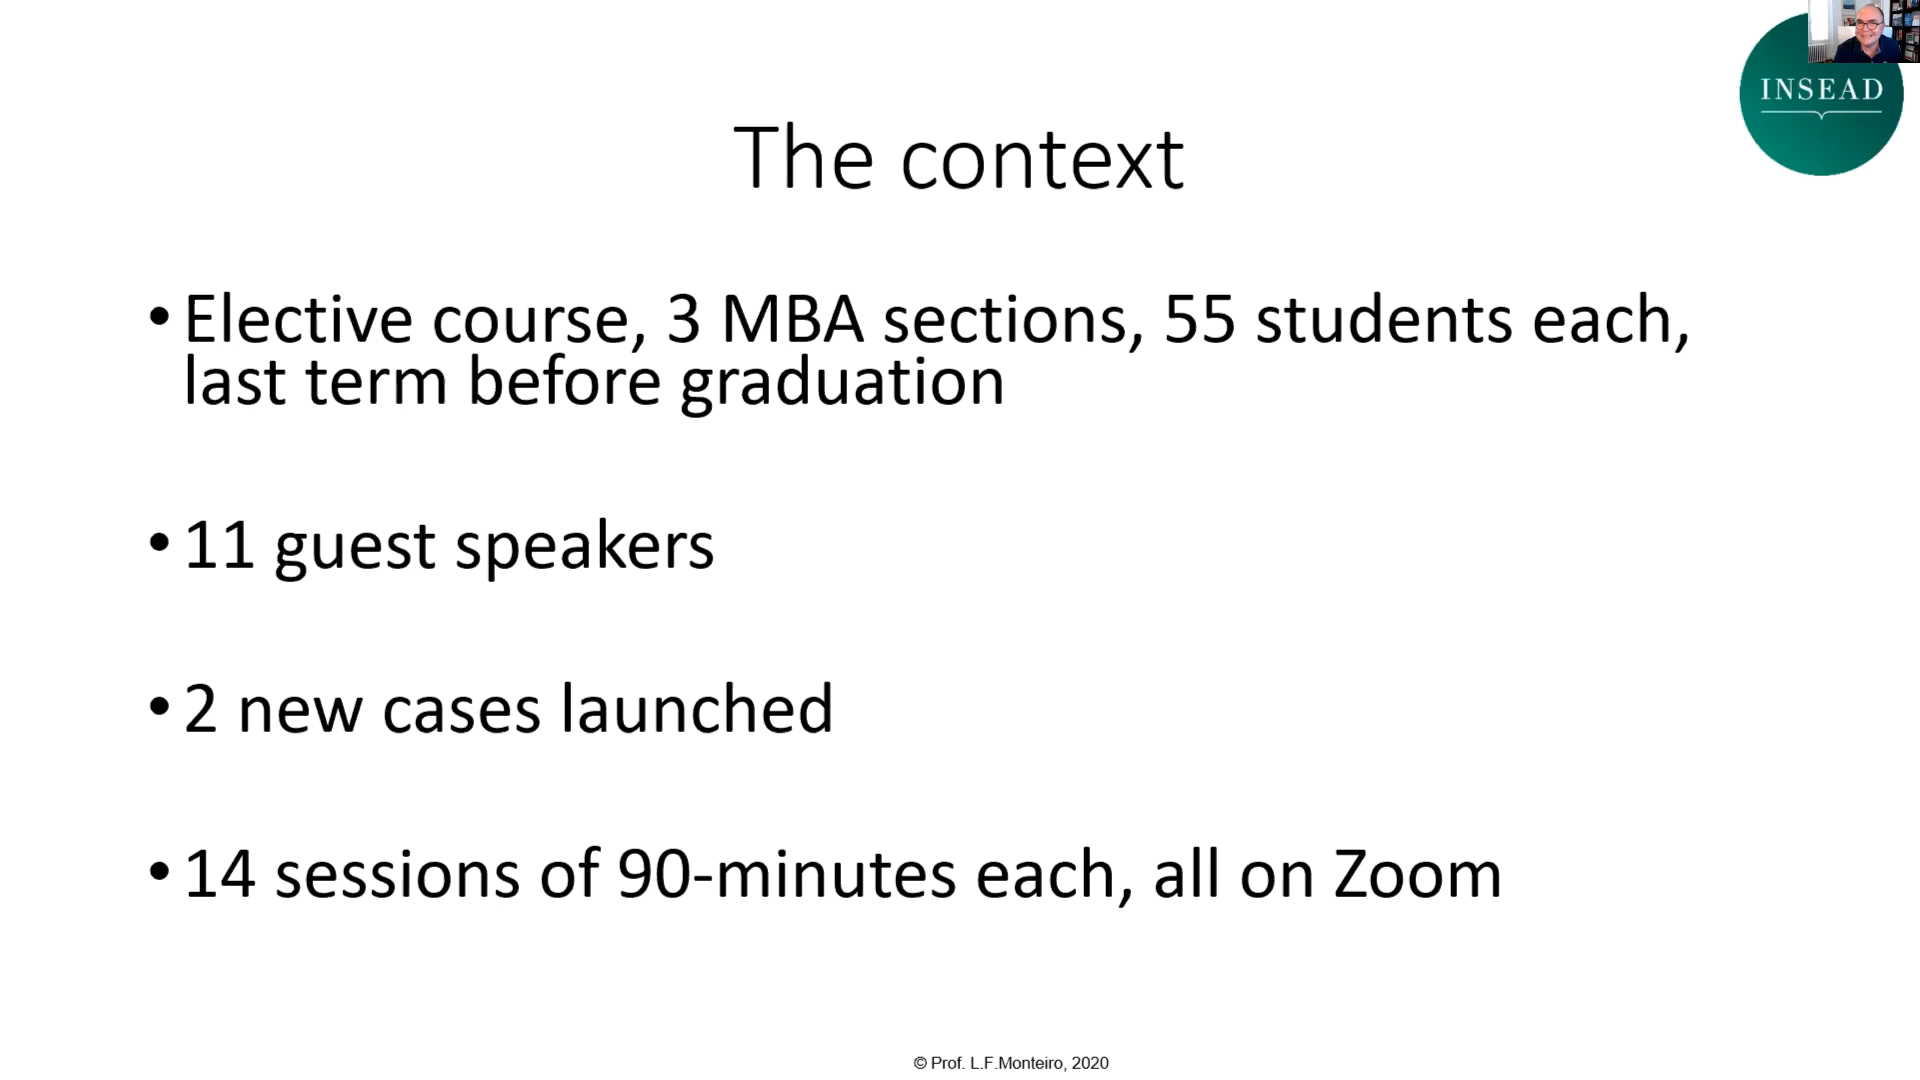 INSEAD
The context
• Elective course, 3 MBA sections, 55 students each,
last term before graduation
• 11 guest speakers
• 2 new cases launched
• 14 sessions of 90-minutes each, all on Zoom
© Prof. L.F.Monteiro, 2020